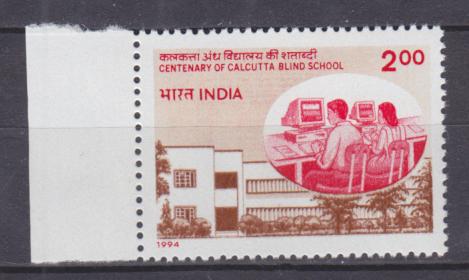 कलकत्ता अंध विद्यालय की शताब्दी
CENTENARY OF CALCUTTA BLIND SCHOOL
2.00
भारत INDIA
1994